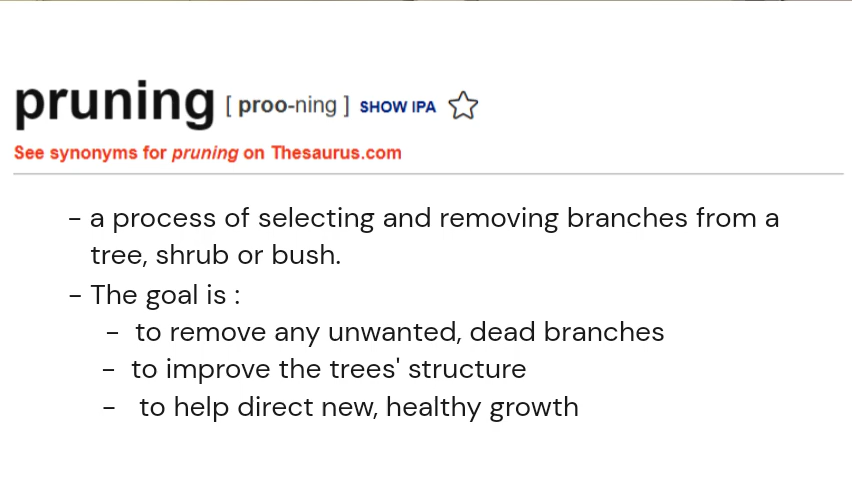 pruning [ proo-ning ] SHOW IPA
See synonyms for pruning on Thesaurus.com
- a process of selecting and removing branches from a
tree, shrub or bush.
- The goal is :
- to remove any unwanted, dead branches
- to improve the trees' structure
- to help direct new, healthy growth